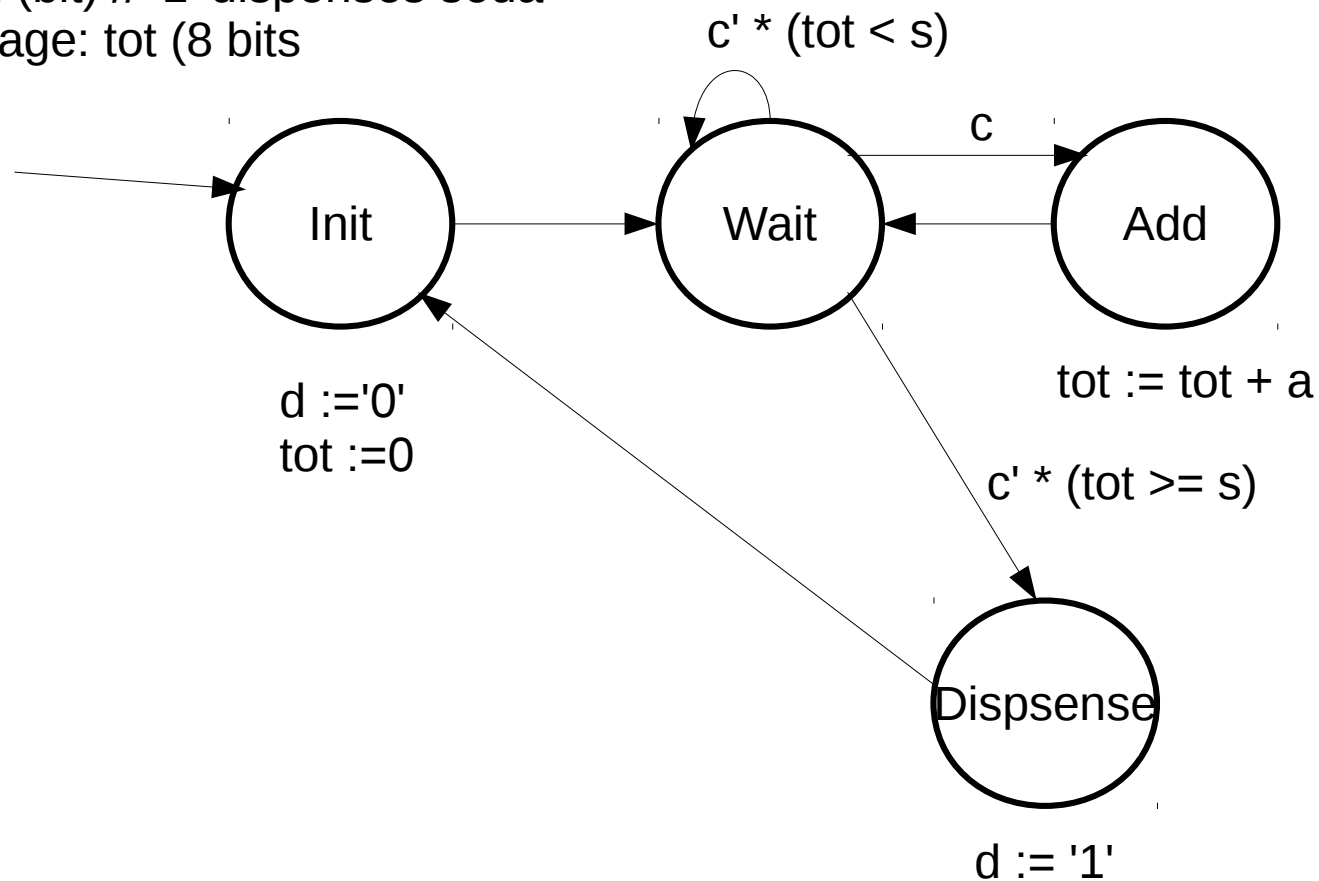 (bit) // '1' dispenses soda
age: tot (8 bits
c' * (tot < s)
c
Init
Wait
Add
d :='0'
tot :=0
tot := tot + a
c' * (tot >= s)
Dispsense
d := '1'